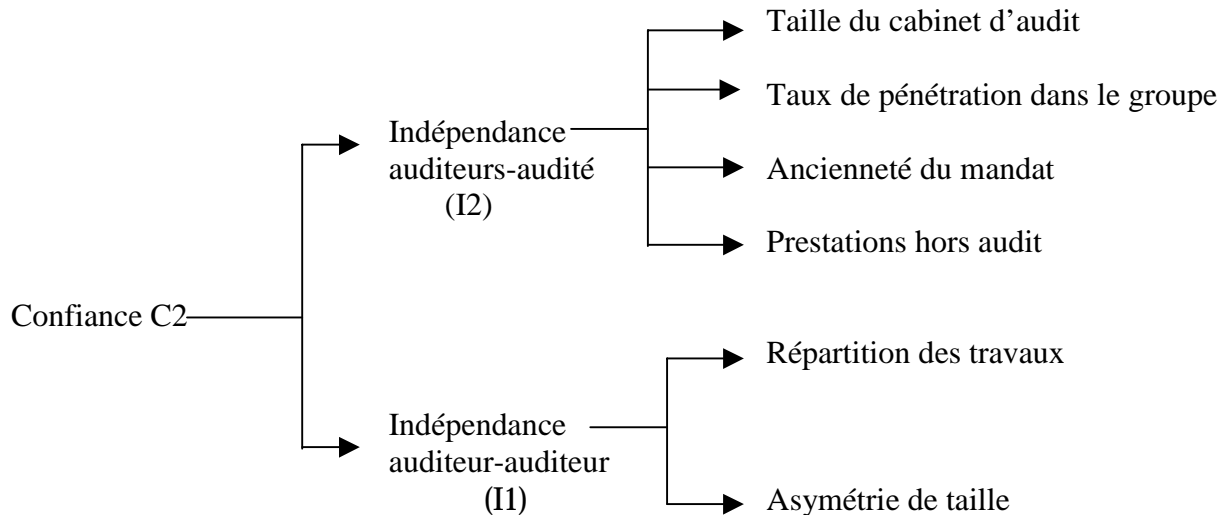 Taille du cabinet d’audit
Taux de pénétration dans le groupe
Indépendance
auditeurs-audité
(I2)
Ancienneté du mandat
Prestations hors audit
Confiance C2
Répartition des travaux
Indépendance
auditeur-auditeur
(I1)
Asymétrie de taille